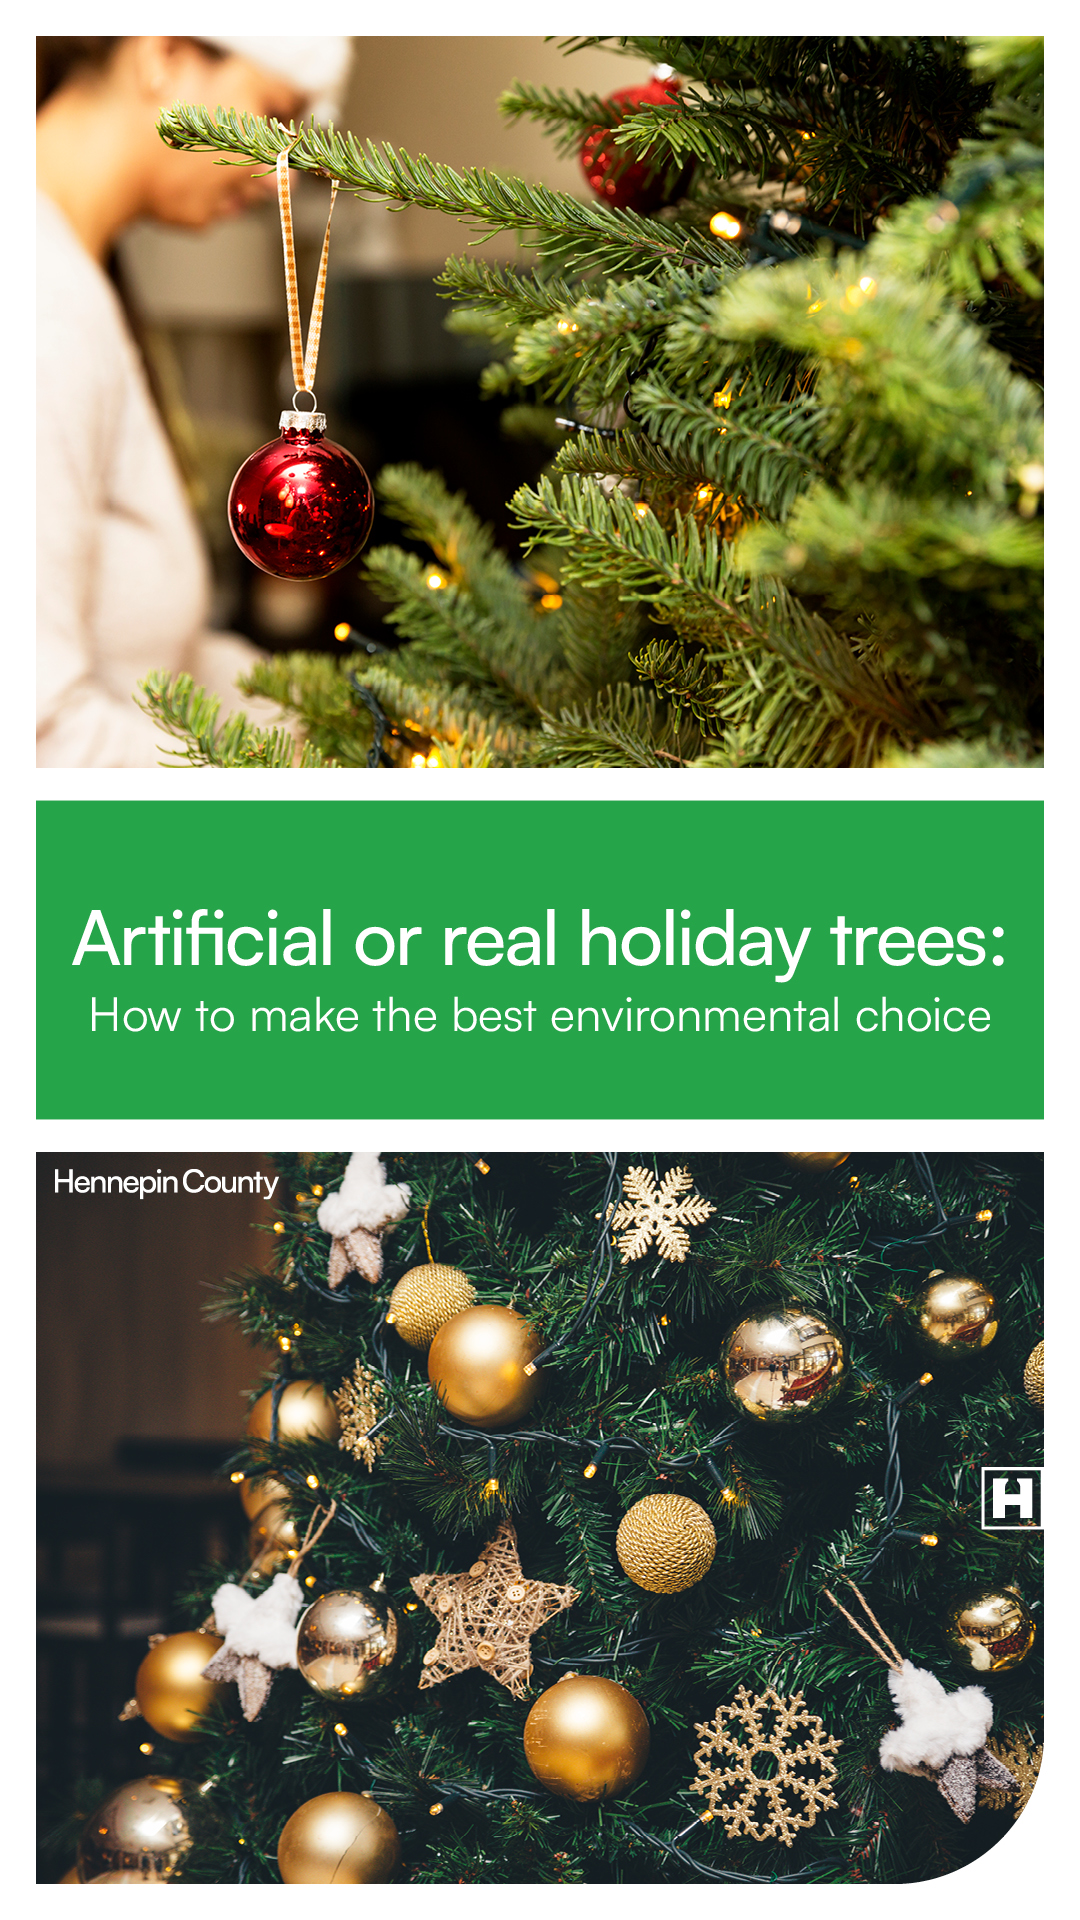 Artificial or real holiday trees:
How to make the best environmental choice
Hennepin County
H